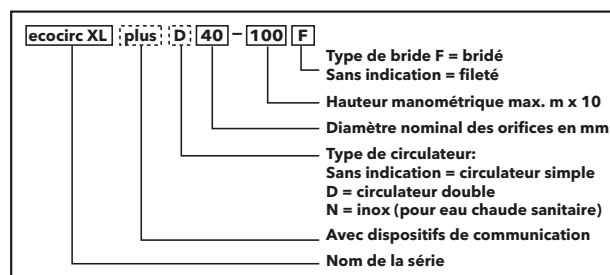 ecocirc XL plus D 40 – 100 F
Type de bride F = bridé
Sans indication = fileté
Hauteur manométrique max. m x 10
Diamètre nominal des orifices en mm
Type de circulateur:
Sans indication = circulateur simple
D = circulateur double
N = inox (pour eau chaude sanitaire)
Avec dispositifs de communication
Nom de la série